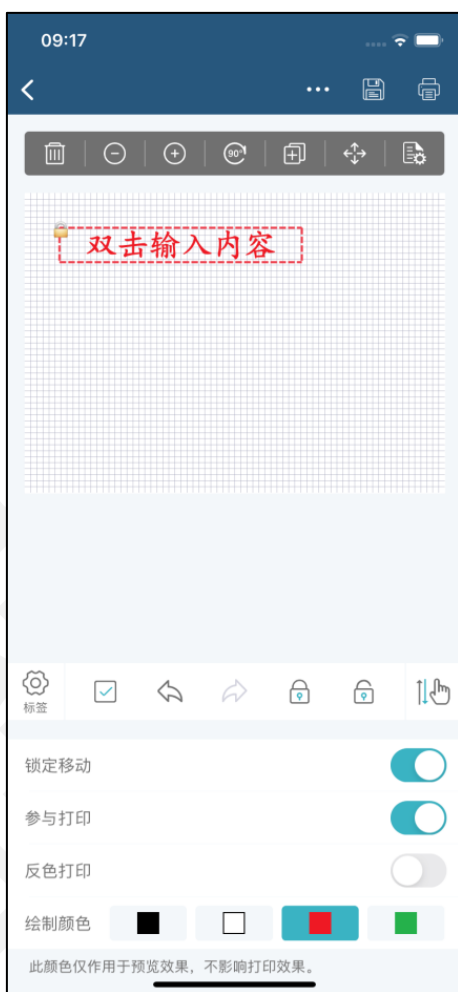 09:17
90°
双击输入内容
标签
锁定移动
参与打印
反色打印
绘制颜色
此颜色仅作用于预览效果，不影响打印效果。